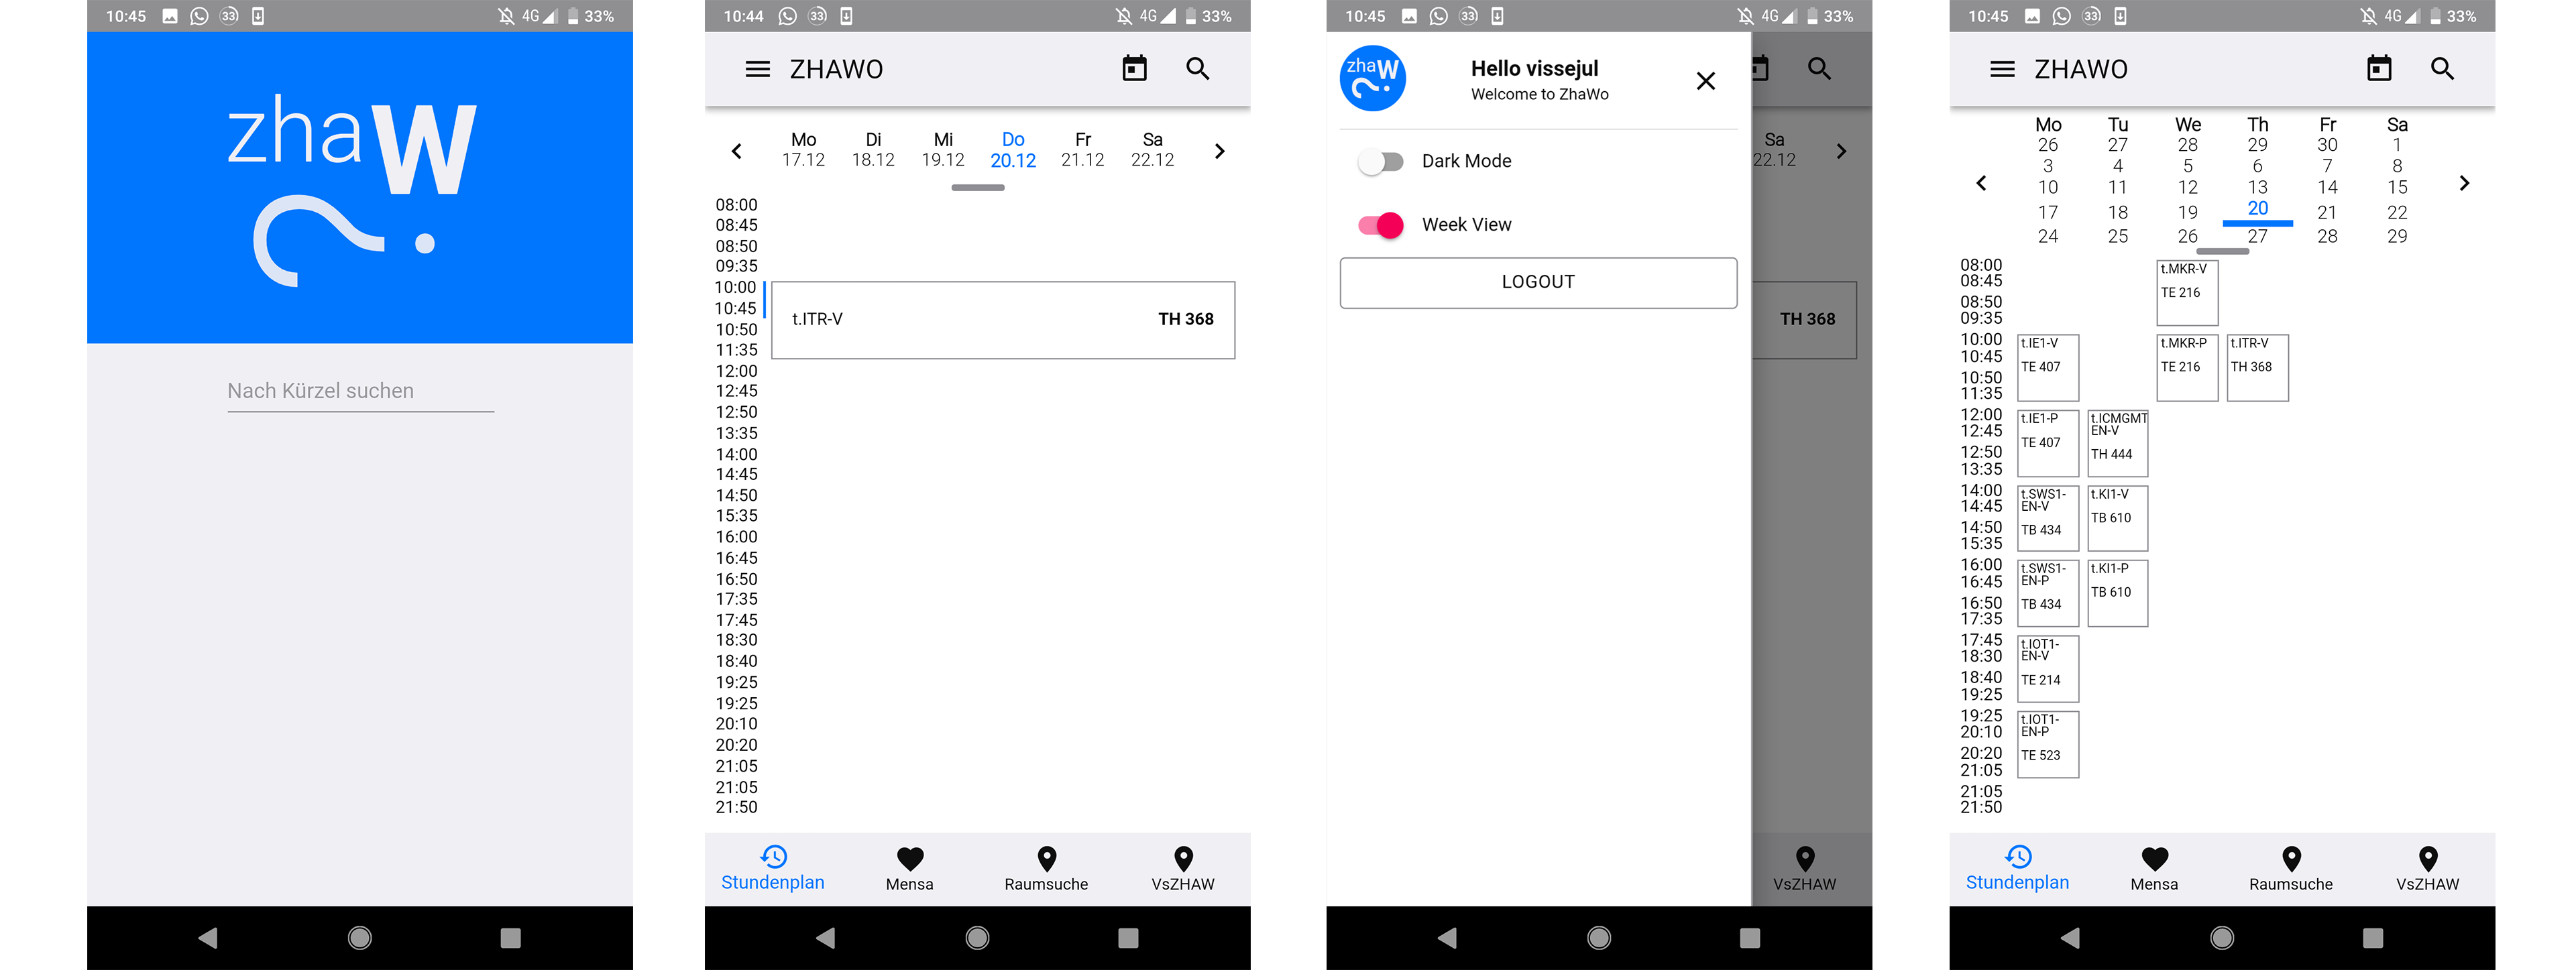 10:45 33 4G 33%
zhaW
Nach Kürzel suchen
10:44 33 4G 33%
ZHAWO
Mo Di Mi Do Fr Sa
17.12 18.12 19.12 20.12 21.12 22.12
08:00
08:45
08:50
09:35
10:00
10:45
10:50
11:35
t.ITR-V TH 368
12:00
12:45
12:50
13:35
14:00
14:45
14:50
15:35
16:00
16:45
16:50
17:35
17:45
18:30
18:40
19:25
19:25
20:10
20:20
21:05
21:05
21:50
Stundenplan Mensa Raumsuche VsZHAW
10:45 33 4G 33%
zhaW
Hello vissejul
Welcome to ZhaWo
Dark Mode
Week View
LOGOUT
Sa
22.12
TH 368
VsZHAW
10:45 33 4G 33%
ZHAWO
Mo Tu We Th Fr Sa
26 27 28 29 30 1
3 4 5 6 7 8
10 11 12 13 14 15
17 18 19 20 21 22
24 25 26 27 28 29
08:00
08:45
08:50
09:35
t.MKR-V
TE 216
10:00
10:45
10:50
11:35
t.IE1-V
TE 407
t.MKR-P
TE 216
t.ITR-V
TH 368
12:00
12:45
12:50
13:35
t.IE1-P
TE 407
t.ICMGMT
EN-V
TH 444
14:00
14:45
14:50
15:35
t.SWS1-
EN-V
TB 434
t.KI1-V
TB 610
16:00
16:45
16:50
17:35
t.SWS1-
EN-P
TB 434
t.KI1-P
TB 610
17:45
18:30
18:40
19:25
t.IOT1-
EN-V
TE 214
19:25
20:10
20:20
21:05
t.IOT1-
EN-P
TE 523
21:05
21:50
Stundenplan Mensa Raumsuche VsZHAW